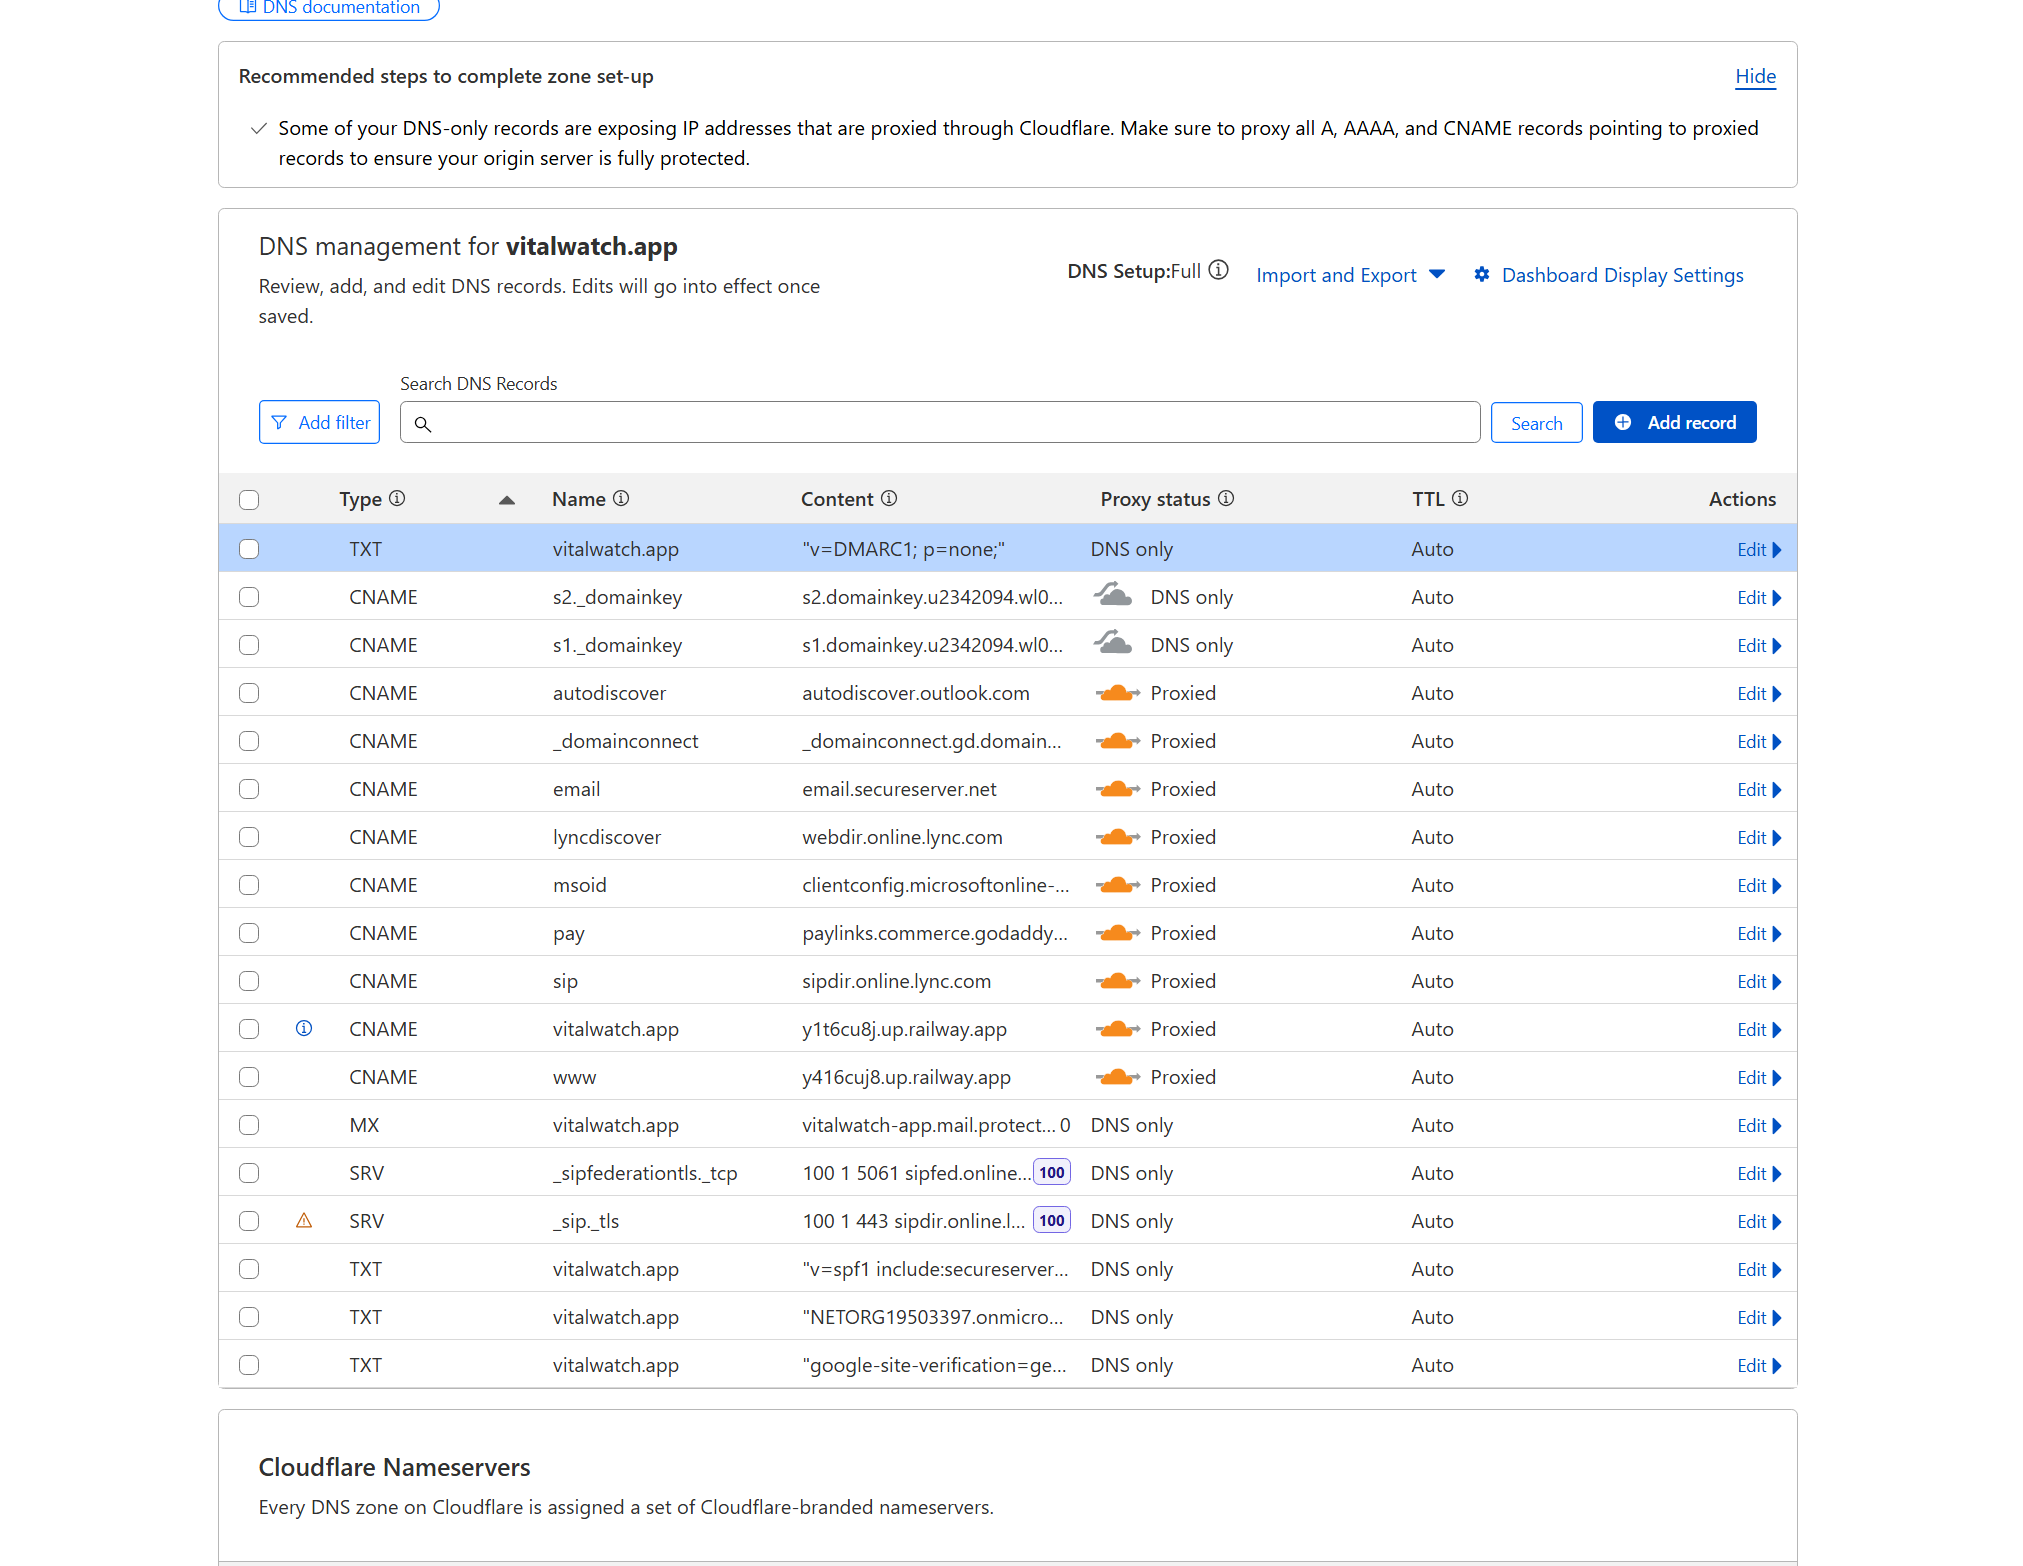 DNS documentation
Recommended steps to complete zone set-up
Hide
Some of your DNS-only records are exposing IP addresses that are proxied through Cloudflare. Make sure to proxy all A, AAAA, and CNAME records pointing to proxied
records to ensure your origin server is fully protected.
DNS management for vitalwatch.app
Review, add, and edit DNS records. Edits will go into effect once
saved.
DNS Setup:Full
Import and Export
Dashboard Display Settings
Search DNS Records
Add filter
Search
Add record
Type Name Content Proxy status TTL Actions
TXT vitalwatch.app "v=DMARC1; p=none;" DNS only Auto Edit
CNAME s2._domainkey s2.domainkey.u2342094.wl0... DNS only Auto Edit
CNAME s1._domainkey s1.domainkey.u2342094.wl0... DNS only Auto Edit
CNAME autodiscover autodiscover.outlook.com Proxied Auto Edit
CNAME _domainconnect _domainconnect.gd.domain... Proxied Auto Edit
CNAME email email.secureserver.net Proxied Auto Edit
CNAME lyncdiscover webdir.online.lync.com Proxied Auto Edit
CNAME msoid clientconfig.microsoftonline-... Proxied Auto Edit
CNAME pay paylinks.commerce.godaddy... Proxied Auto Edit
CNAME sip sipdir.online.lync.com Proxied Auto Edit
CNAME vitalwatch.app y1t6cu8j.up.railway.app Proxied Auto Edit
CNAME www y416cuj8.up.railway.app Proxied Auto Edit
MX vitalwatch.app vitalwatch-app.mail.protect... 0 DNS only Auto Edit
SRV _sipfederationtls._tcp 100 1 5061 sipfed.online... 100 DNS only Auto Edit
SRV _sip._tls 100 1 443 sipdir.online.l... 100 DNS only Auto Edit
TXT vitalwatch.app "v=spf1 include:secureserver... DNS only Auto Edit
TXT vitalwatch.app "NETORG19503397.onmicro... DNS only Auto Edit
TXT vitalwatch.app "google-site-verification=ge... DNS only Auto Edit
Cloudflare Nameservers
Every DNS zone on Cloudflare is assigned a set of Cloudflare-branded nameservers.